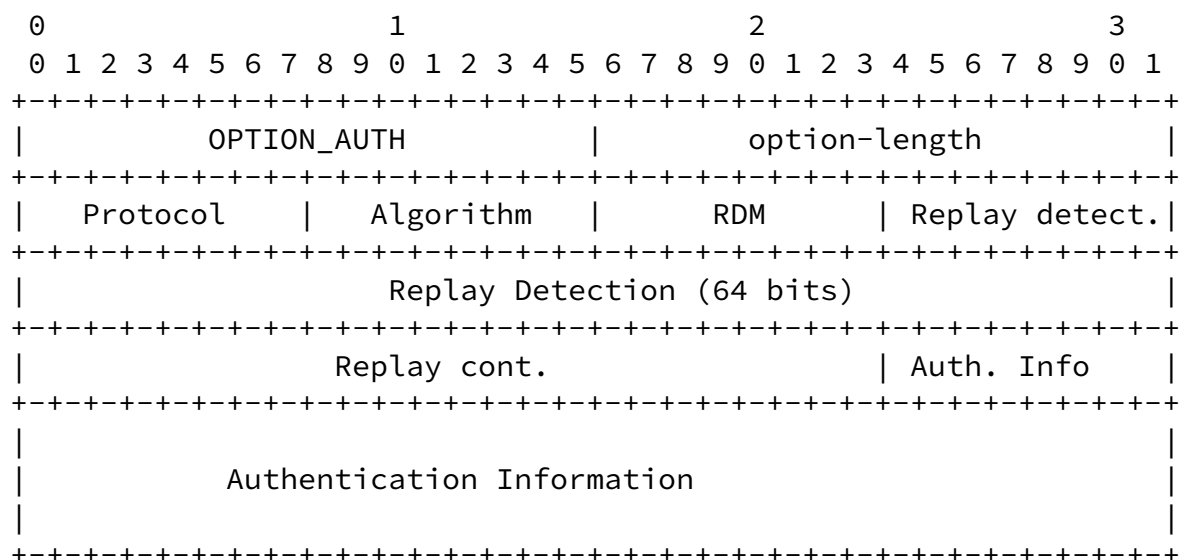 0                   1                   2                   3
 0 1 2 3 4 5 6 7 8 9 0 1 2 3 4 5 6 7 8 9 0 1 2 3 4 5 6 7 8 9 0 1
+-+-+-+-+-+-+-+-+-+-+-+-+-+-+-+-+-+-+-+-+-+-+-+-+-+-+-+-+-+-+-+-+
|          OPTION_AUTH          |        option-length          |
+-+-+-+-+-+-+-+-+-+-+-+-+-+-+-+-+-+-+-+-+-+-+-+-+-+-+-+-+-+-+-+-+
|   Protocol    |   Algorithm   |      RDM      | Replay detect.|
+-+-+-+-+-+-+-+-+-+-+-+-+-+-+-+-+-+-+-+-+-+-+-+-+-+-+-+-+-+-+-+-+
|                    Replay Detection (64 bits)                 |
+-+-+-+-+-+-+-+-+-+-+-+-+-+-+-+-+-+-+-+-+-+-+-+-+-+-+-+-+-+-+-+-+
|                 Replay cont.                  | Auth. Info    |
+-+-+-+-+-+-+-+-+-+-+-+-+-+-+-+-+-+-+-+-+-+-+-+-+-+-+-+-+-+-+-+-+
|                                                               |
|           Authentication Information                          |
|                                                               |
+-+-+-+-+-+-+-+-+-+-+-+-+-+-+-+-+-+-+-+-+-+-+-+-+-+-+-+-+-+-+-+-+